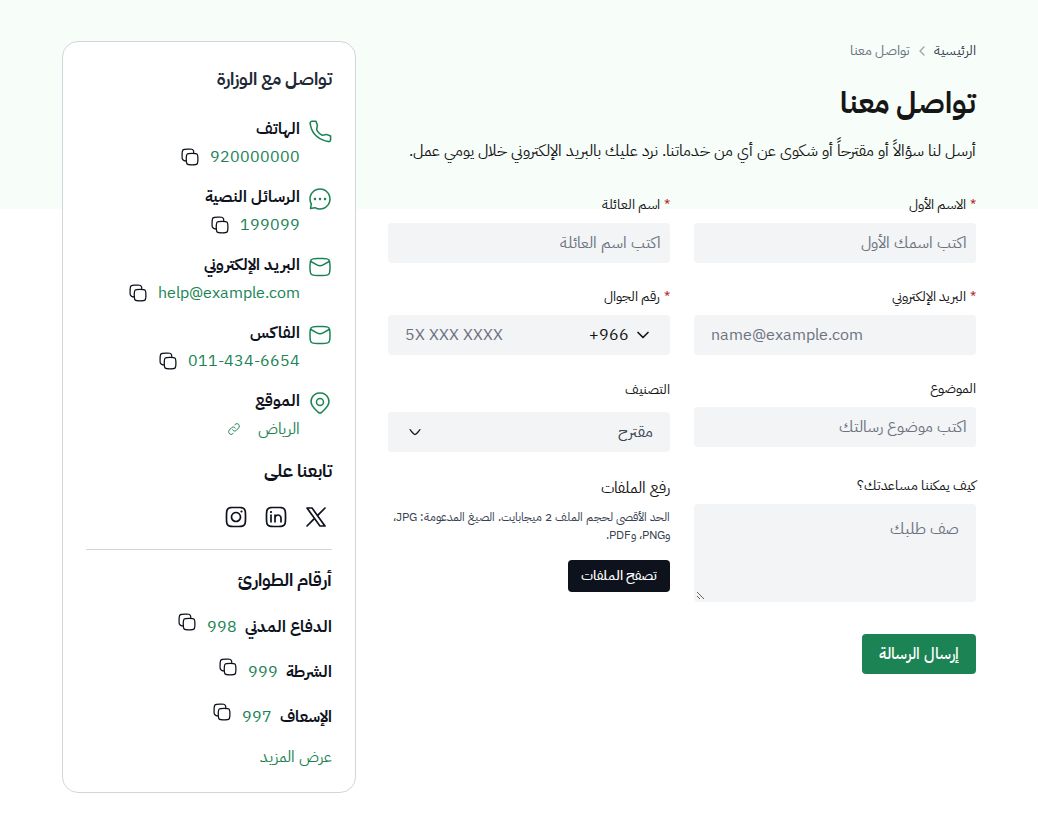 الرئيسية
تواصل معنا
تواصل معنا
أرسل لنا سؤالاً أو مقترحاً أو شكوى عن أي من خدماتنا. نرد عليك بالبريد الإلكتروني خلال يومي عمل.
* الاسم الأول
اكتب اسمك الأول
* اسم العائلة
اكتب اسم العائلة
* البريد الإلكتروني
name@example.com
* رقم الجوال
+966
5X XXX XXXX
الموضوع
اكتب موضوع رسالتك
التصنيف
مقترح
كيف يمكننا مساعدتك؟
صف طلبك
رفع الملفات
الحد الأقصى لحجم الملف 2 ميجابايت. الصيغ المدعومة: JPG،
وPNG، وPDF.
تصفح الملفات
إرسال الرسالة
تواصل مع الوزارة
الهاتف
920000000
الرسائل النصية
199099
البريد الإلكتروني
help@example.com
الفاكس
011-434-6654
الموقع
الرياض
تابعنا على
أرقام الطوارئ
الدفاع المدني 998
الشرطة 999
الإسعاف 997
عرض المزيد